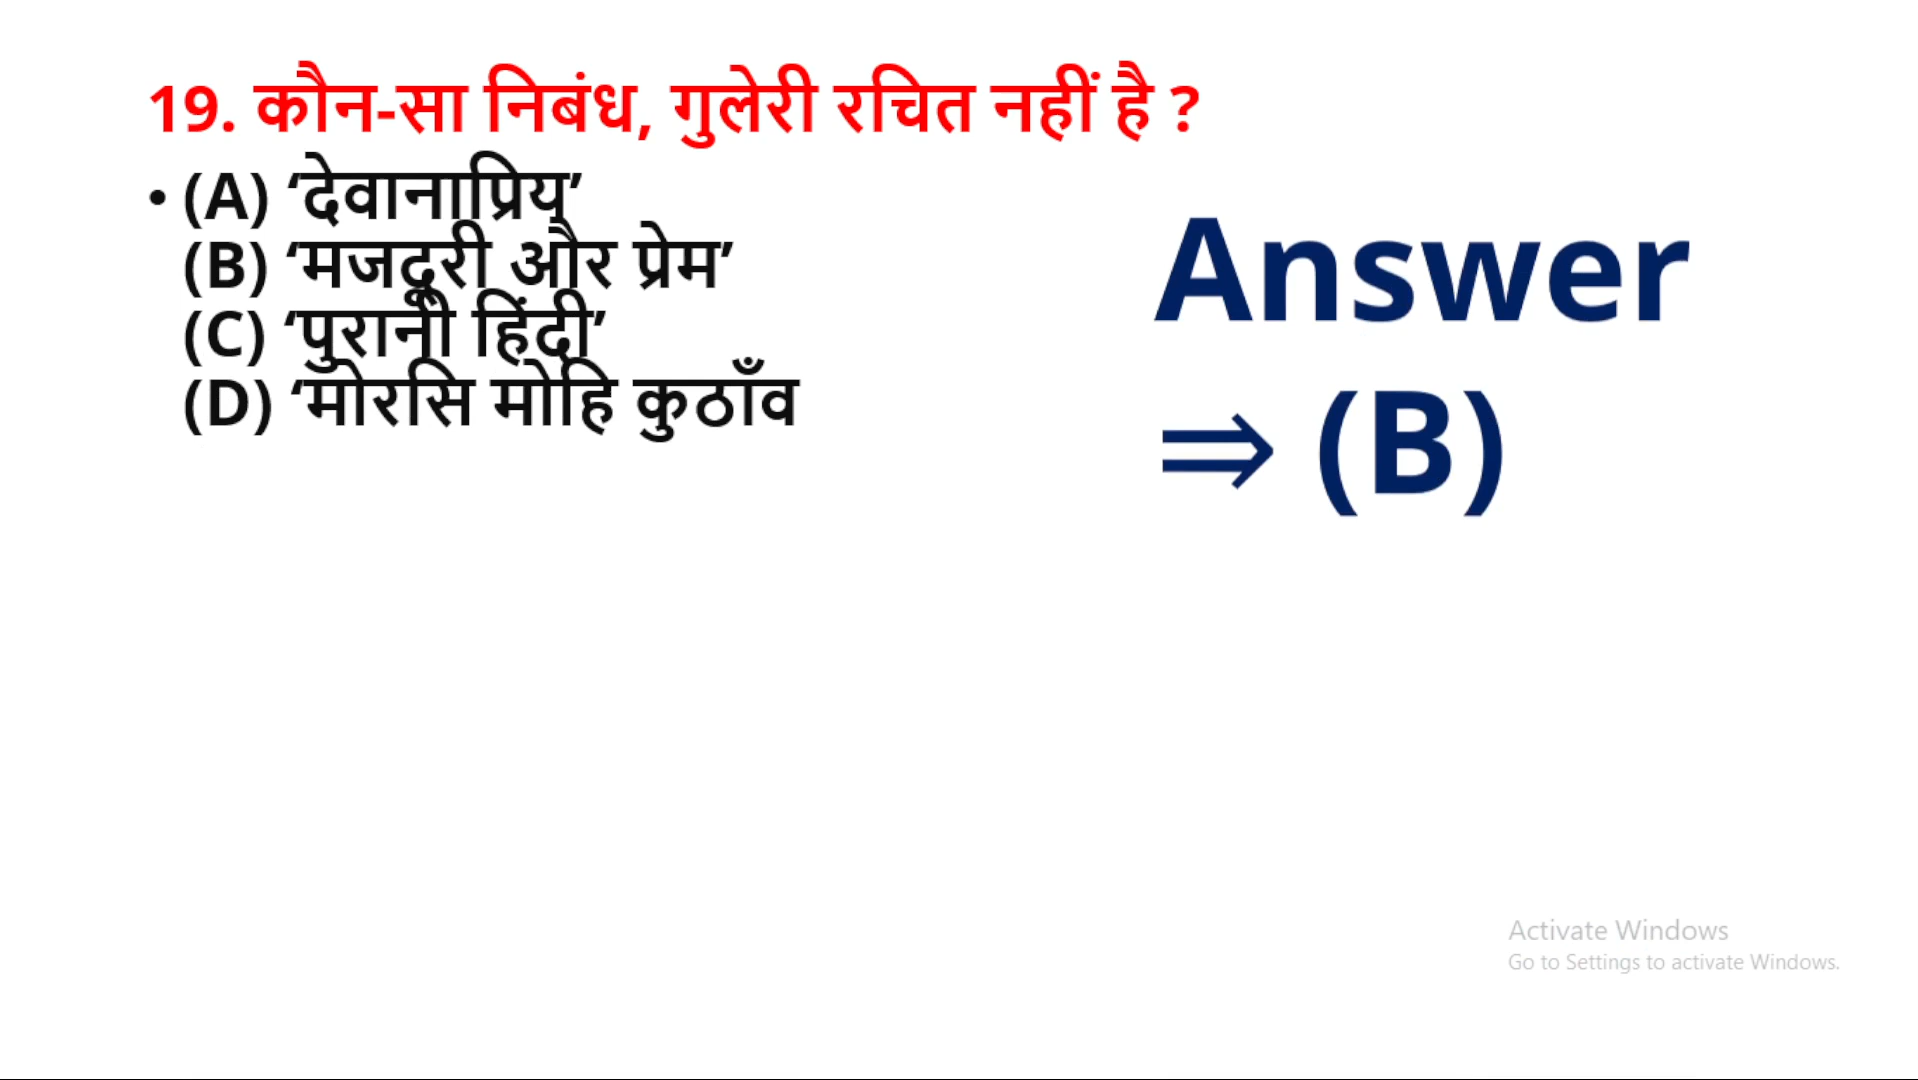 19. कौन-सा निबंध, गुलेरी रचित नहीं है ?
• (A) ‘देवानाप्रिय’
(B) ‘मजदूरी और प्रेम’
(C) ‘पुरानी हिंदी’
(D) ‘मोरसि मोहि कुठाँव
Answer
⇒ (B)
Activate Windows
Go to Settings to activate Windows.